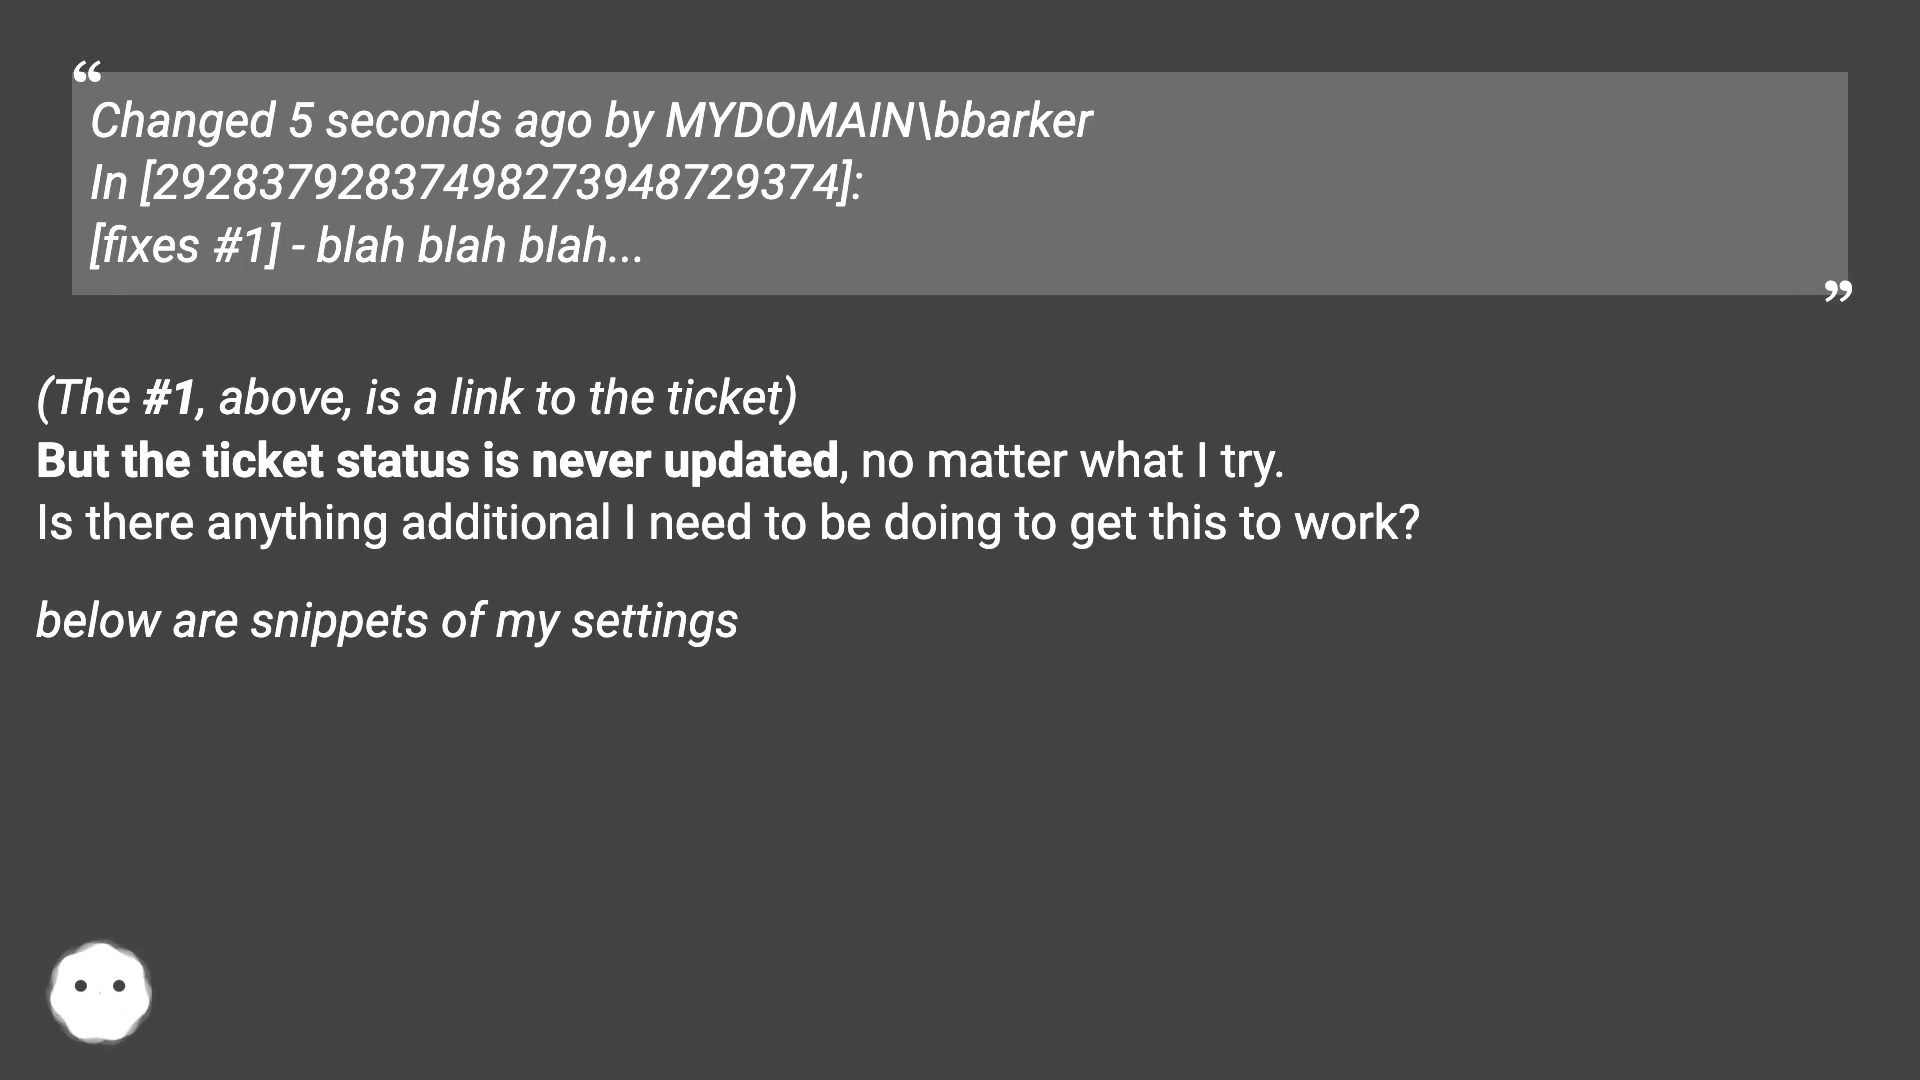 “
Changed 5 seconds ago by MYDOMAIN\bbarker
In [292837928374982739487​29374]:
[fixes #1] - blah blah blah...
”
(The #1, above, is a link to the ticket)
But the ticket status is never updated, no matter what I try.
Is there anything additional I need to be doing to get this to work?
below are snippets of my settings